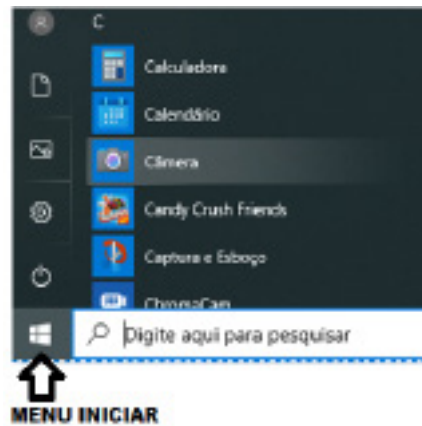 C
Calculadora
Calendário
Câmera
Candy Crush Friends
Captura e Esboço
ChromaCam
Digite aqui para pesquisar
MENU INICIAR